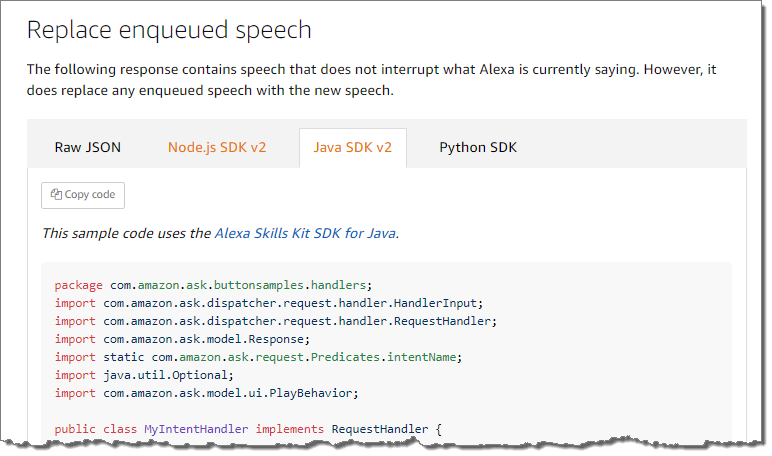 Replace enqueued speech
The following response contains speech that does not interrupt what Alexa is currently saying. However, it
does replace any enqueued speech with the new speech.
Raw JSON Node.js SDK v2 Java SDK v2 Python SDK
Copy code
This sample code uses the Alexa Skills Kit SDK for Java.
package com.amazon.ask.buttonsamples.handlers;
import com.amazon.ask.dispatcher.request.handler.HandlerInput;
import com.amazon.ask.dispatcher.request.handler.RequestHandler;
import com.amazon.ask.model.Response;
import static com.amazon.ask.request.Predicates.intentName;
import java.util.Optional;
import com.amazon.ask.model.ui.PlayBehavior;
public class MyIntentHandler implements RequestHandler {